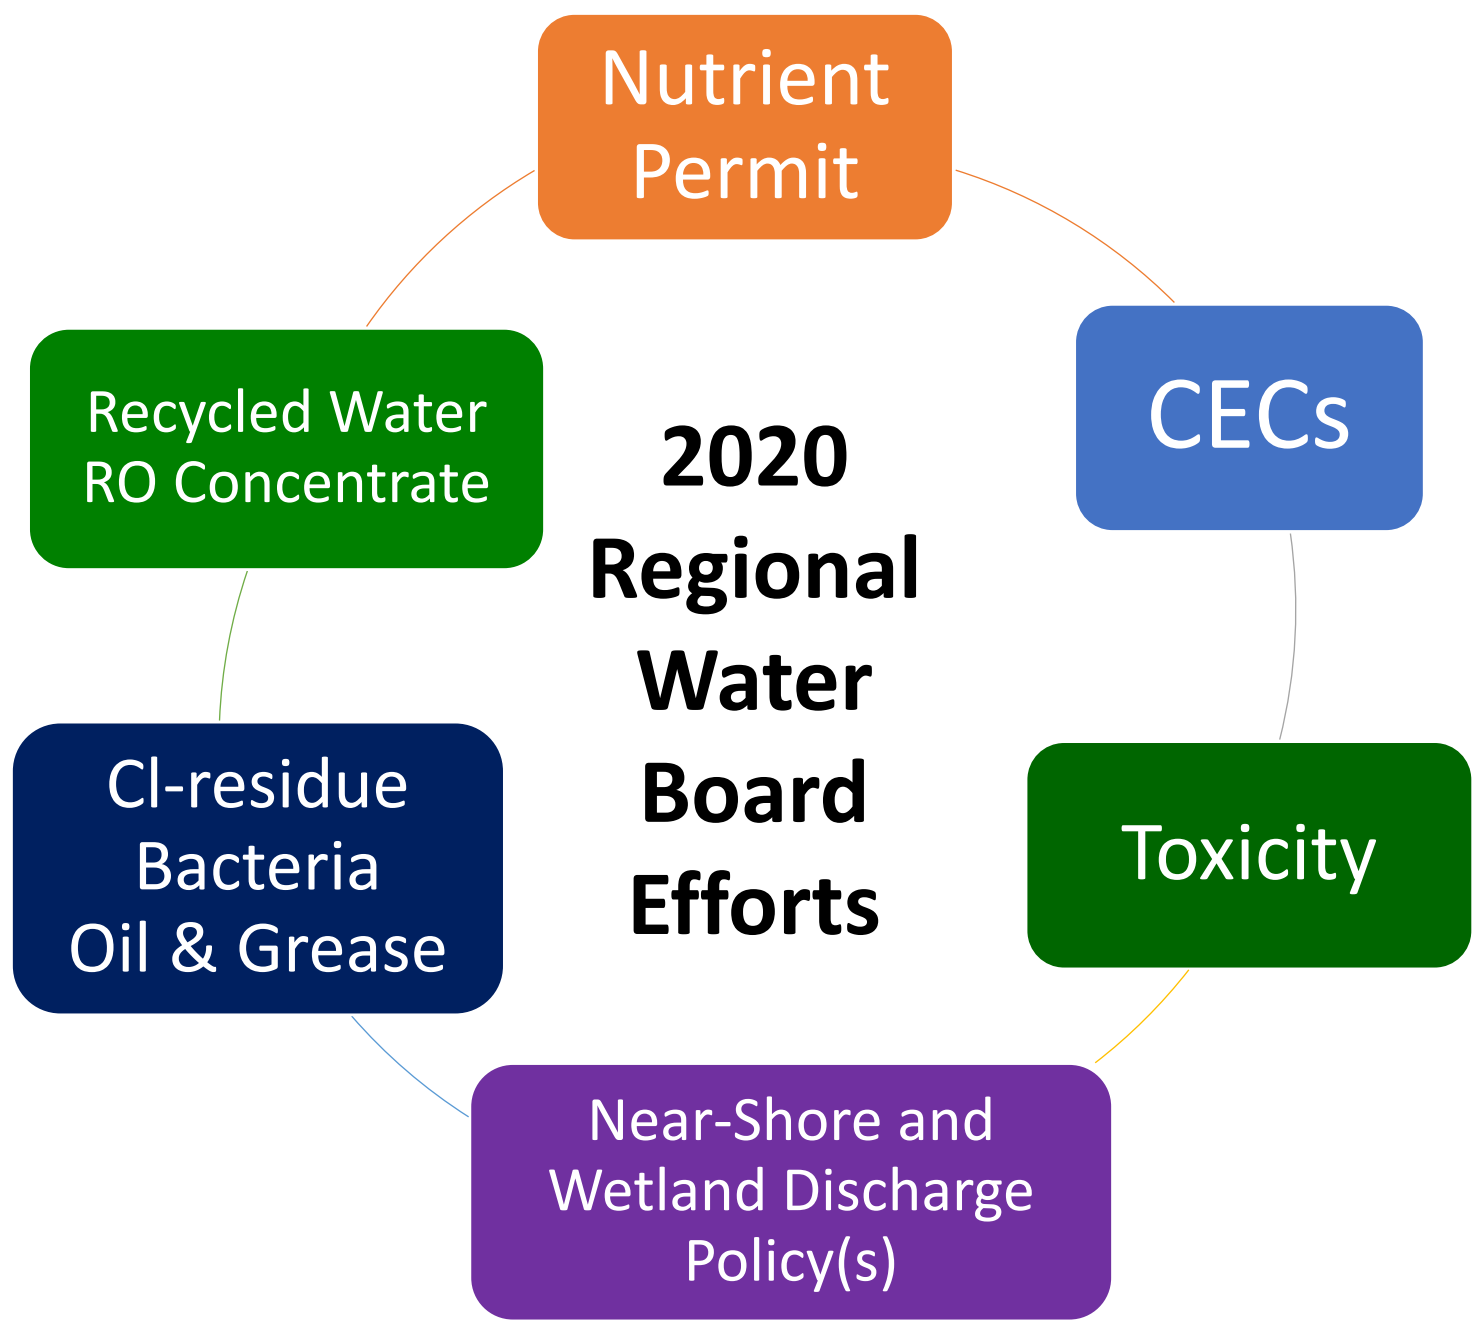 Nutrient
Permit
CECs
Toxicity
Near-Shore and
Wetland Discharge
Policy(s)
Cl-residue
Bacteria
Oil & Grease
Recycled Water
RO Concentrate
2020
Regional
Water
Board
Efforts